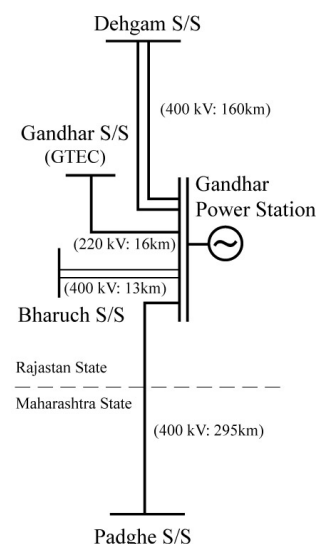 Dehgam S/S
(400 kV: 160km)
Gandhar S/S
(GTEC)
Gandhar
Power Station
(220 kV: 16km)
(400 kV: 13km)
Bharuch S/S
Rajastan State
Maharashtra State
(400 kV: 295km)
Padghe S/S